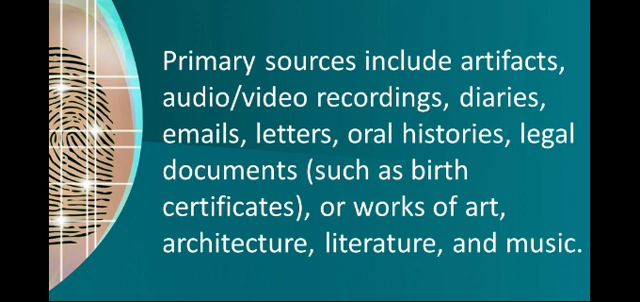 Primary sources include artifacts,
audio/video recordings, diaries,
emails, letters, oral histories, legal
documents (such as birth
certificates), or works of art,
architecture, literature, and music.